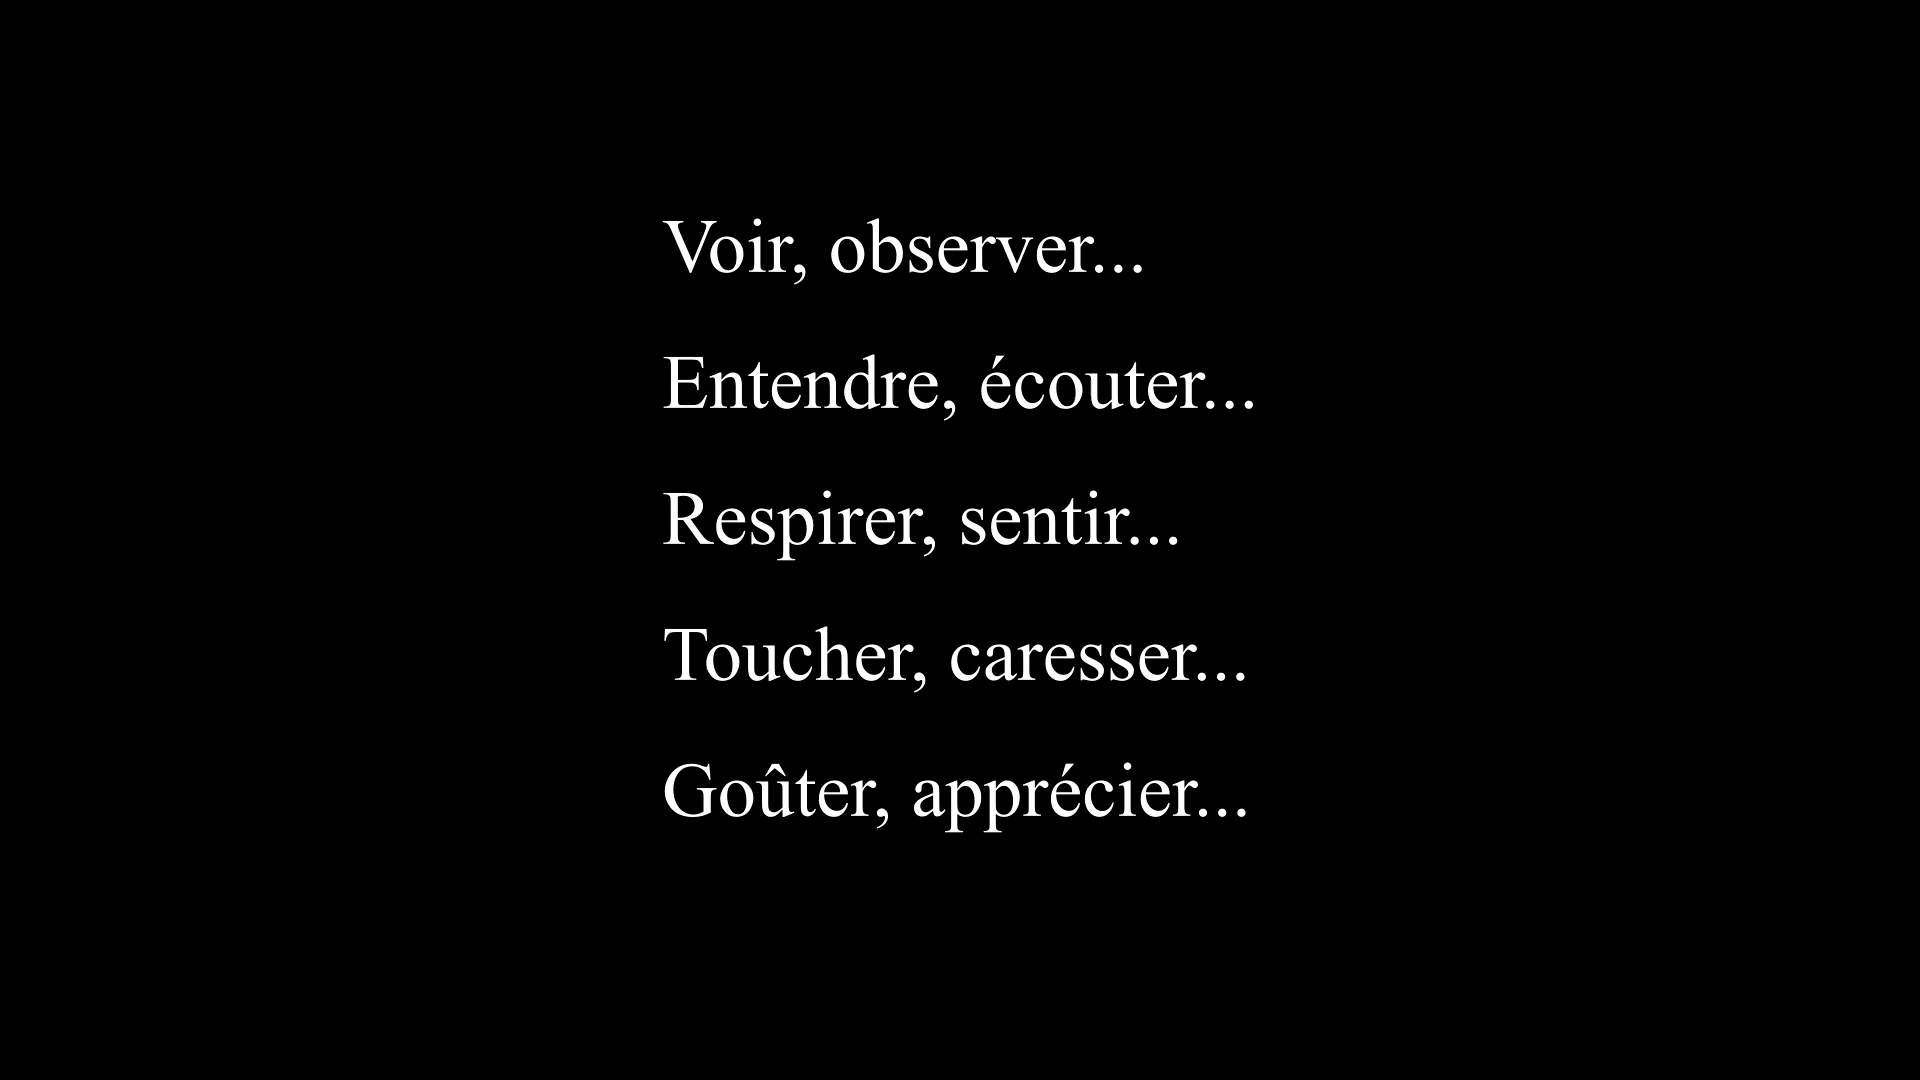 Voir, observer...
Entendre, écouter...
Respirer, sentir...
Toucher, caresser...
Goûter, apprécier...